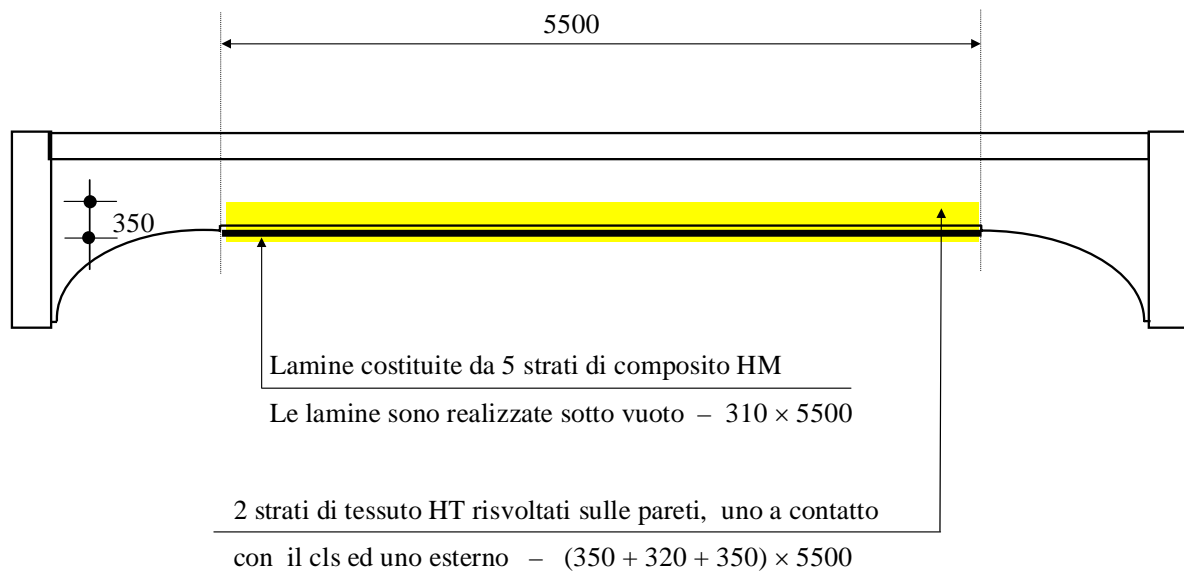 5500
350
Lamine costituite da 5 strati di composito HM
Le lamine sono realizzate sotto vuoto – 310 × 5500
2 strati di tessuto HT risvoltati sulle pareti, uno a contatto
con il cls ed uno esterno – (350 + 320 + 350) × 5500